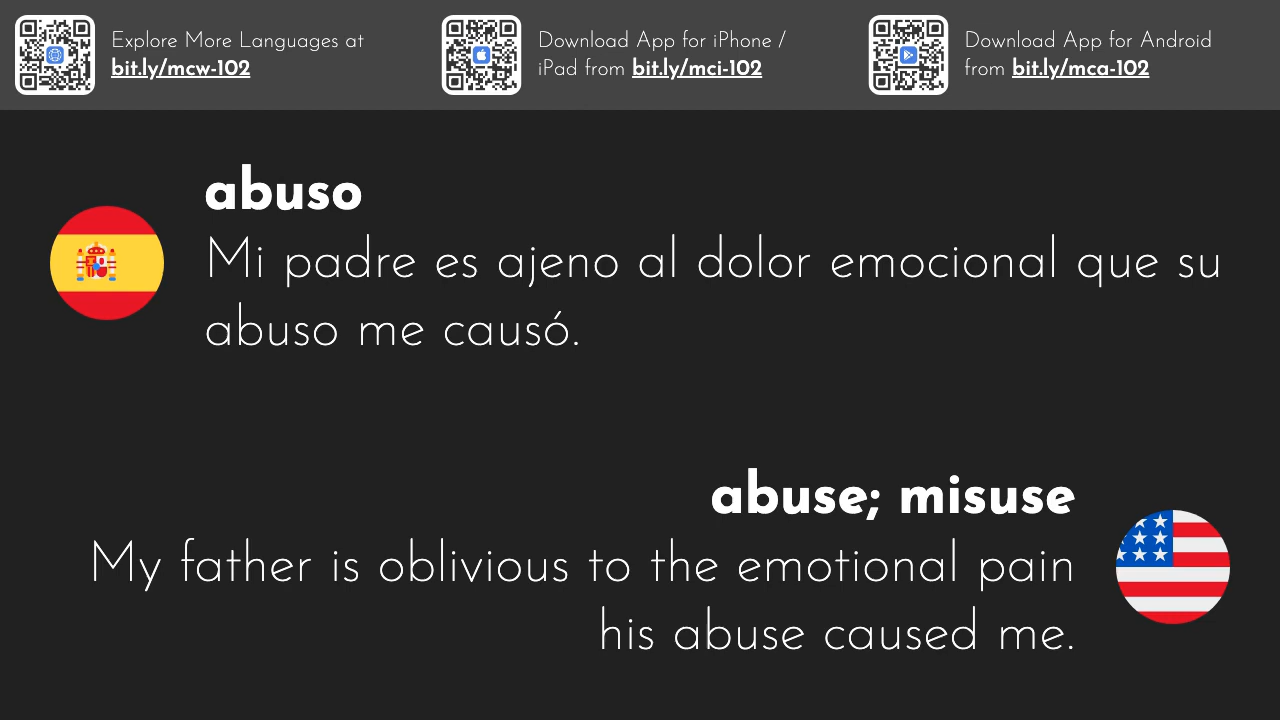 Explore More Languages at
bit.ly/mcw-102
Download App for iPhone /
iPad from bit.ly/mci-102
Download App for Android
from bit.ly/mca-102
abuso
Mi padre es ajeno al dolor emocional que su
abuso me causó.
abuse; misuse
My father is oblivious to the emotional pain
his abuse caused me.